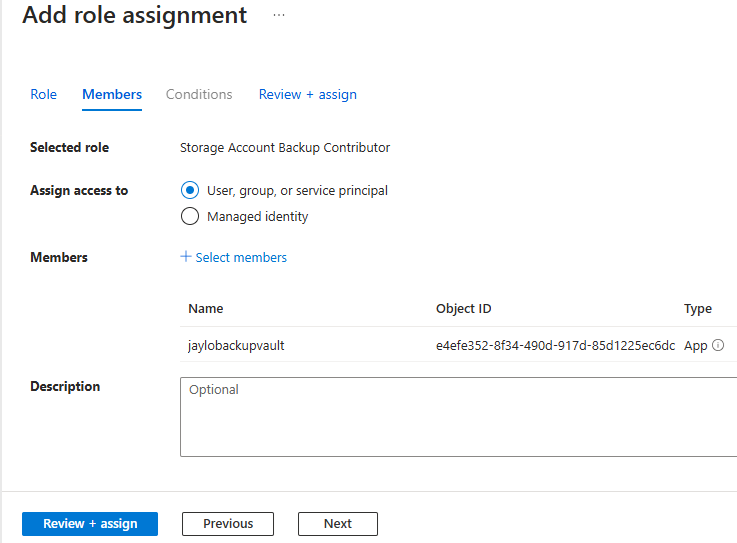 Add role assignment ...
Role Members Conditions Review + assign
Selected role Storage Account Backup Contributor
Assign access to User, group, or service principal
Managed identity
Members + Select members
Name Object ID Type
jaylobackupvault e4efe352-8f34-490d-917d-85d1225ec6dc App
Description Optional
Review + assign Previous Next